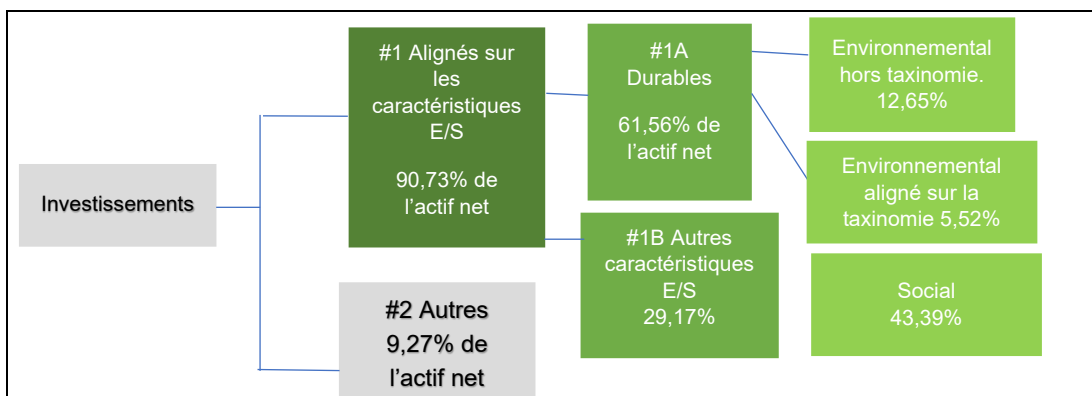 Investissements
#1 Alignés sur
les
caractéristiques
E/S
90,73% de
l’actif net
#2 Autres
9,27% de
l’actif net
#1A
Durables
61,56% de
l’actif net
#1B Autres
caractéristiques
E/S
29,17%
Environnemental
hors taxinomie.
12,65%
Environnemental
aligné sur la
taxinomie 5,52%
Social
43,39%